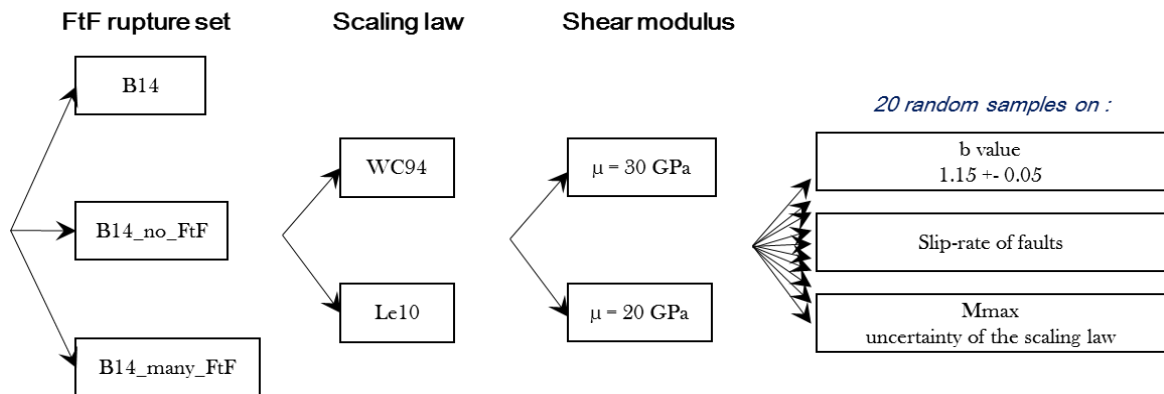 FtF rupture set
Scaling law
Shear modulus
B14
20 random samples on :
b value
1.15 +- 0.05
WC94
μ = 30 GPa
B14_no_FtF
Slip-rate of faults
Le10
μ = 20 GPa
Mmax
uncertainty of the scaling law
B14_many_FtF